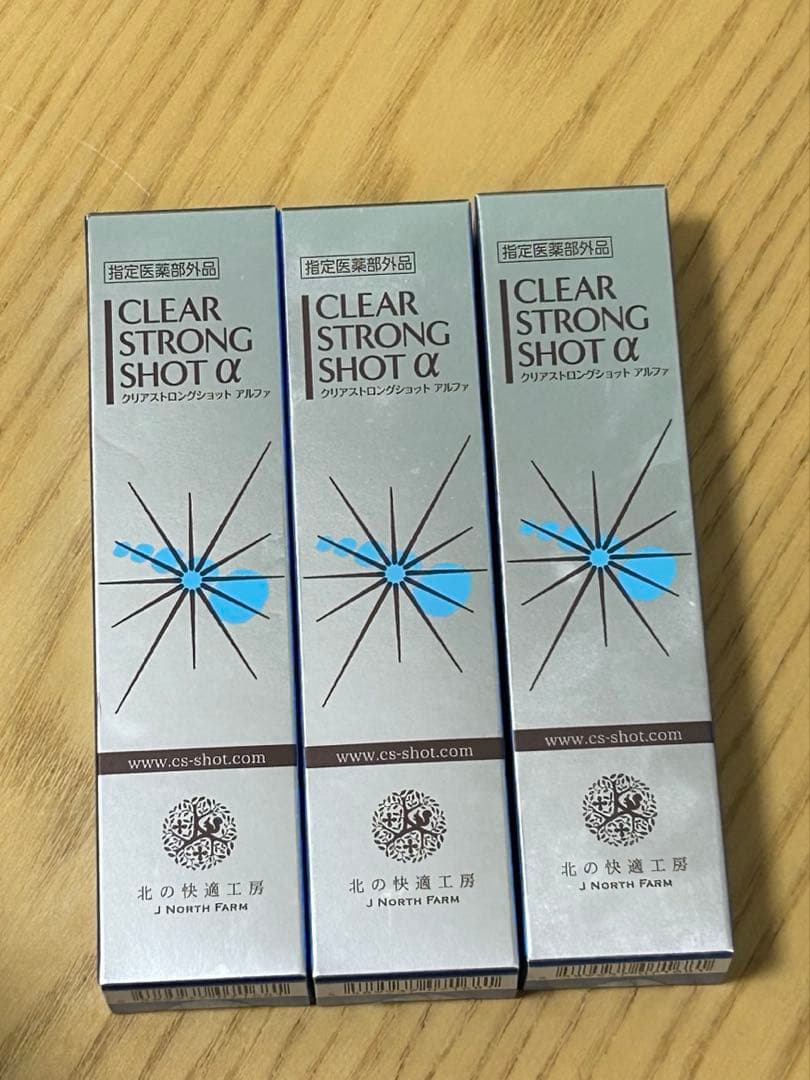 指定医薬部外品
CLEAR
STRONG
SHOT α
クリアストロングショット アルファ
www.cs-shot.com
北の快適工房
J NORTH FARM
指定医薬部外品
CLEAR
STRONG
SHOT α
クリアストロングショット アルファ
www.cs-shot.com
北の快適工房
J NORTH FARM
指定医薬部外品
CLEAR
STRONG
SHOT α
クリアストロングショット アルファ
www.cs-shot.com
北の快適工房
J NORTH FARM